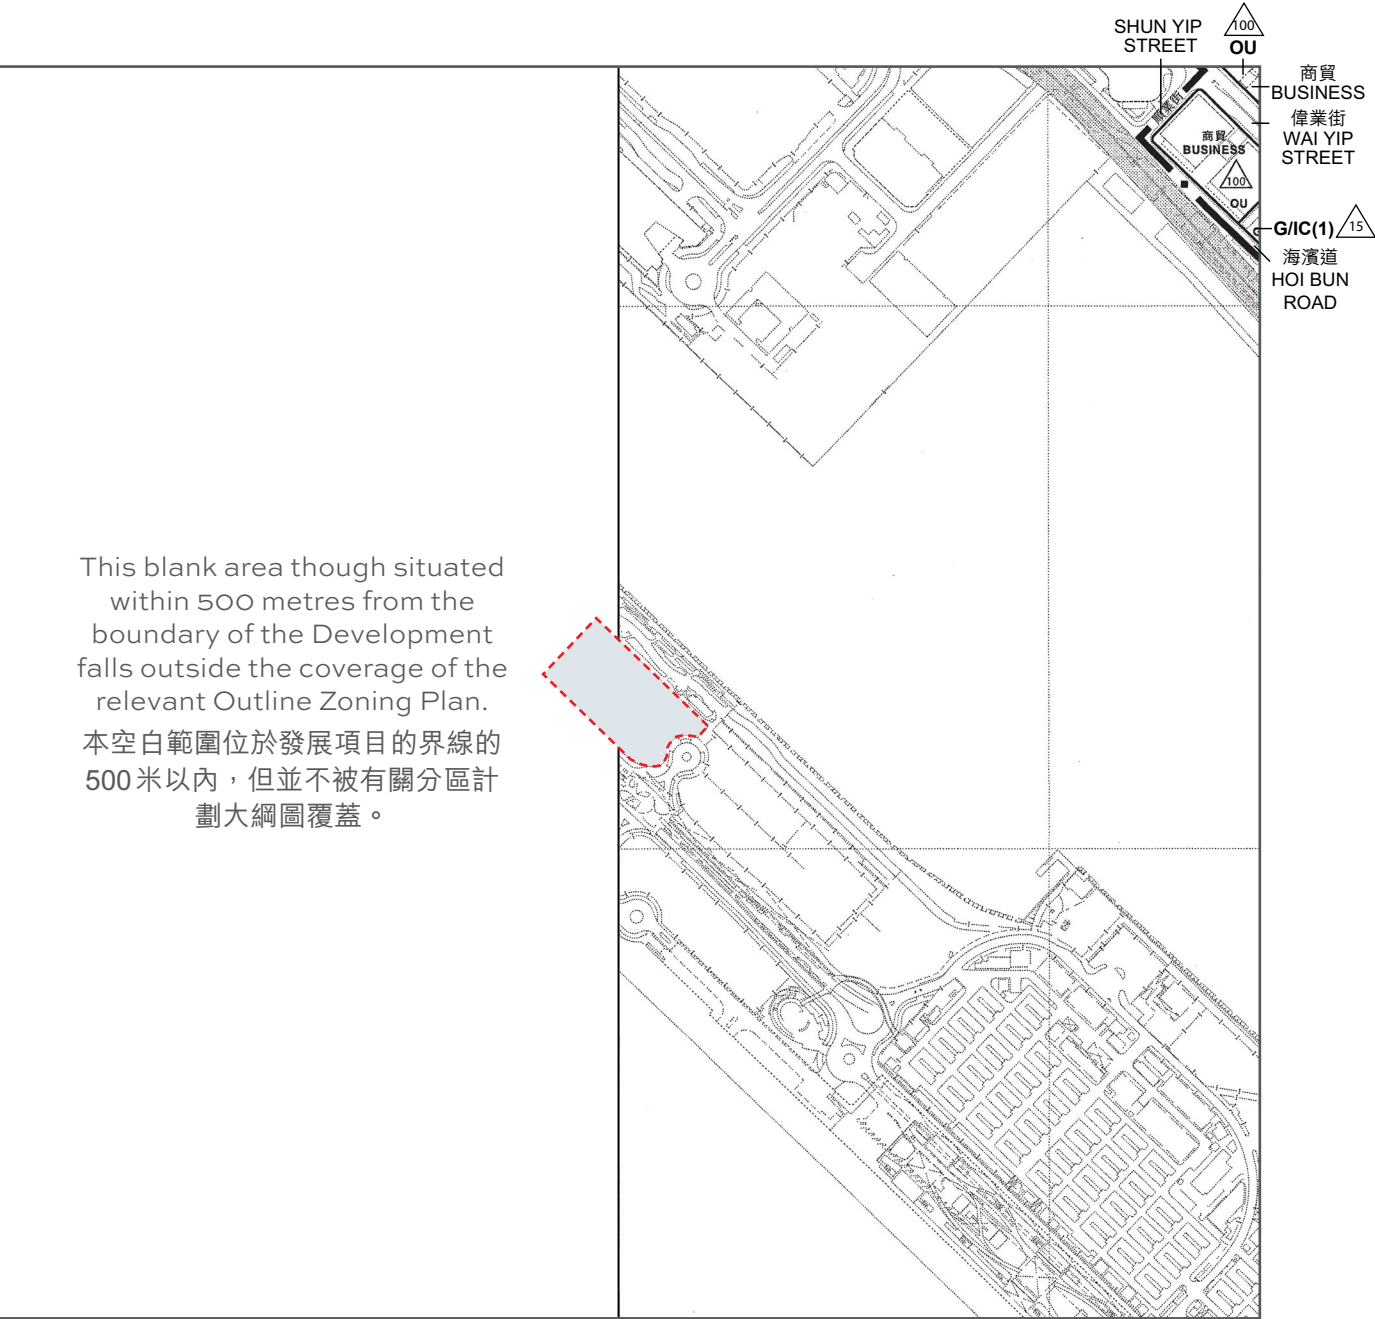 SHUN YIP
STREET
100
OU
商貿
BUSINESS
偉業街
WAI YIP
STREET
商貿
BUSINESS
100
OU
G/IC(1) 15
海濱道
HOI BUN
ROAD
This blank area though situated
within 500 metres from the
boundary of the Development
falls outside the coverage of the
relevant Outline Zoning Plan.
本空白範圍位於發展項目的界線的
500米以內，但並不被有關分區計
劃大綱圖覆蓋。